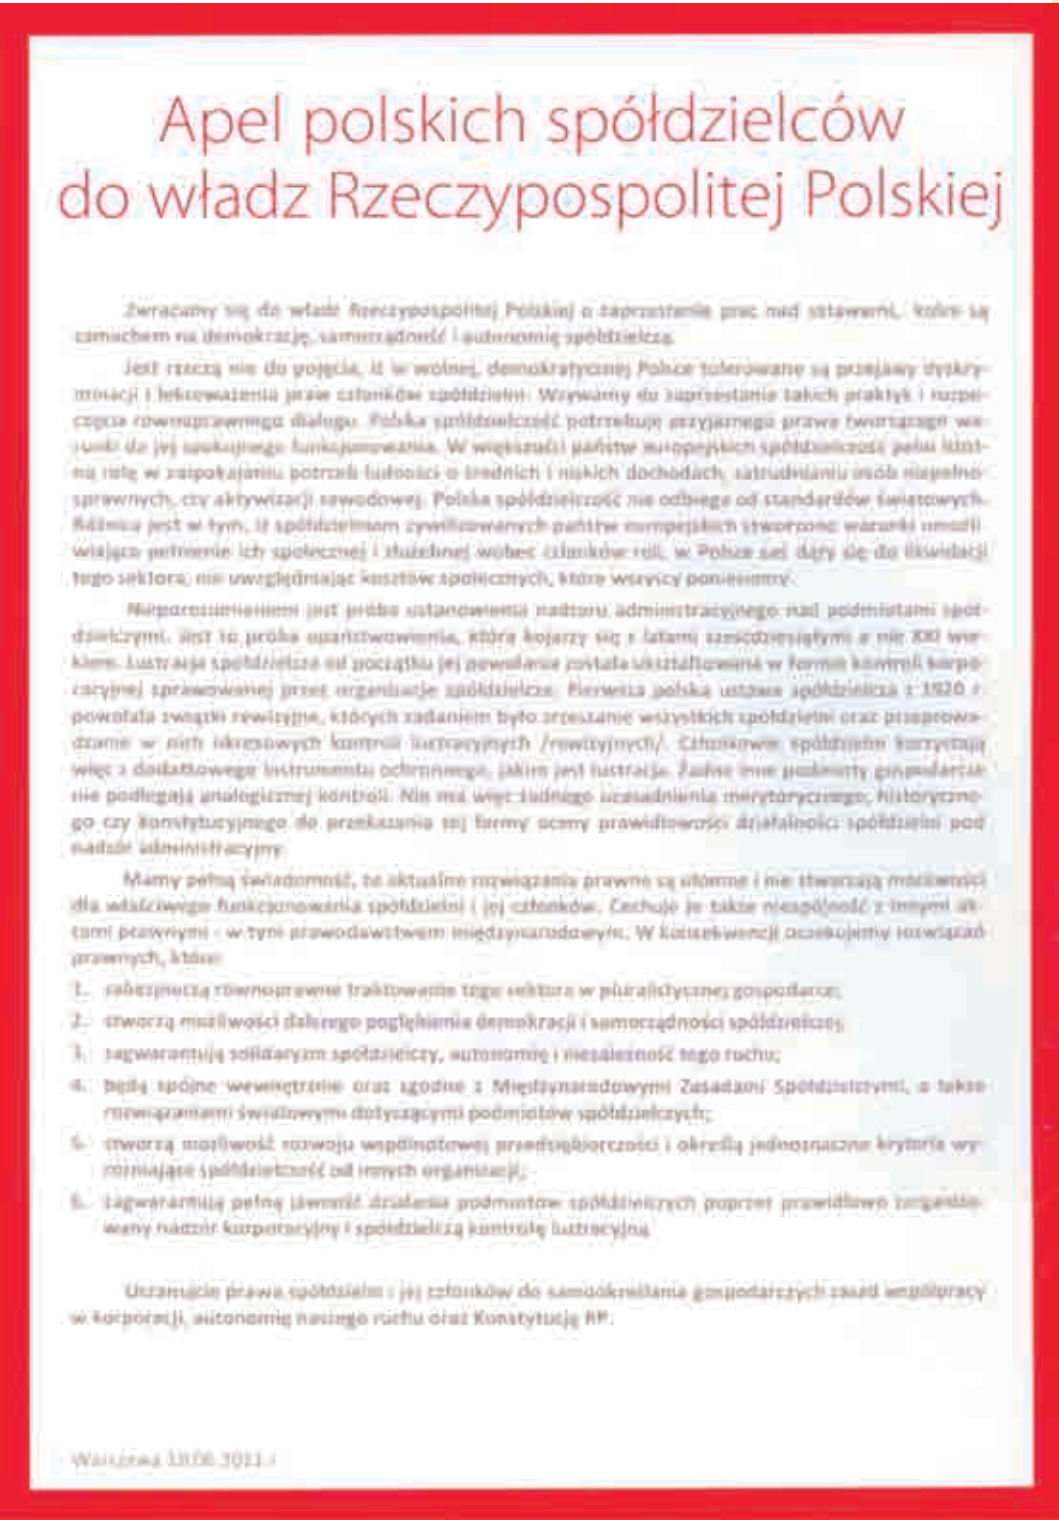 Apel polskich spółdzielców
do władz Rzeczypospolitej Polskiej
Zwracamy się do władz Rzeczypospolitej Polskiej o zaprzestanie prac nad ustawami, które są
zamachem na demokrację, samorządność i autonomię spółdzielczą.
Jest rzeczą nie do pojęcia, iż w wolnej, demokratycznej Polsce tolerowane są przejawy dyskry-
minacji i lekceważenia praw członków spółdzielni. Wzywamy do zaprzestania takich praktyk i rozpo-
częcia równoprawnego dialogu. Polska spółdzielczość potrzebuje przyjaznego prawa tworzącego wa-
runki do jej spokojnego funkcjonowania. W większości państw europejskich spółdzielczość pełni istot-
ną rolę w zaspokajaniu potrzeb ludności o średnich i niskich dochodach, zatrudnianiu osób niepełno-
sprawnych, czy aktywizacji zawodowej. Polska spółdzielczość nie odbiega od standardów światowych.
Różnica jest w tym, iż spółdzielniom cywilizowanych państw europejskich stworzono warunki umożli-
wiające pełnienie ich społecznej i służebnej wobec członków roli, w Polsce zaś dąży się do likwidacji
tego sektora, nie uwzględniając kosztów społecznych, które wszyscy poniesiemy.
Nieporozumieniem jest próba ustanowienia nadzoru administracyjnego nad podmiotami spół-
dzielczymi. Jest to próba upaństwowienia, która kojarzy się z latami sześćdziesiątymi a nie XXI wie-
kiem. Lustracja spółdzielcza od początku jej powołania została ukształtowana w formie kontroli korpo-
racyjnej sprawowanej przez organizacje spółdzielcze. Pierwsza polska ustawa spółdzielcza z 1920 r.
powołała związki rewizyjne, których zadaniem było zrzeszanie wszystkich spółdzielni oraz przeprowa-
dzanie w nich okresowych kontroli lustracyjnych /rewizyjnych/. Członkowie spółdzielni korzystają
więc z dodatkowego instrumentu ochronnego, jakim jest lustracja. Żadne inne podmioty gospodarcze
nie podlegają analogicznej kontroli. Nie ma więc żadnego uzasadnienia merytorycznego, historyczne-
go czy konstytucyjnego do przekazania tej formy oceny prawidłowości działalności spółdzielni pod
nadzór administracyjny.
Mamy pełną świadomość, że aktualne rozwiązania prawne są ułomne i nie stwarzają możliwości
dla właściwego funkcjonowania spółdzielni i jej członków. Cechuje je także niespójność z innymi ak-
tami prawnymi - w tym prawodawstwem międzynarodowym. W konsekwencji oczekujemy rozwiązań
prawnych, które:
1. zabezpieczą równoprawne traktowanie tego sektora w pluralistycznej gospodarce;
2. stworzą możliwości dalszego pogłębienia demokracji i samorządności spółdzielczej;
3. zagwarantują solidaryzm spółdzielczy, autonomię i niezależność tego ruchu;
4. będą spójne wewnętrznie oraz zgodne z Międzynarodowymi Zasadami Spółdzielczymi, a także
rozwiązaniami światowymi dotyczącymi podmiotów spółdzielczych;
5. stworzą możliwość rozwoju wspólnotowej przedsiębiorczości i określą jednoznaczne kryteria wy-
różniające spółdzielczość od innych organizacji;
6. zagwarantują pełną jawność działania podmiotów spółdzielczych poprzez prawidłowo zorganizo-
wany nadzór korporacyjny i spółdzielczą kontrolę lustracyjną.
Uszanujcie prawa spółdzielni i jej członków do samookreślania gospodarczych zasad współpracy
w korporacji, autonomię naszego ruchu oraz Konstytucję RP.
Warszawa 2011 r.